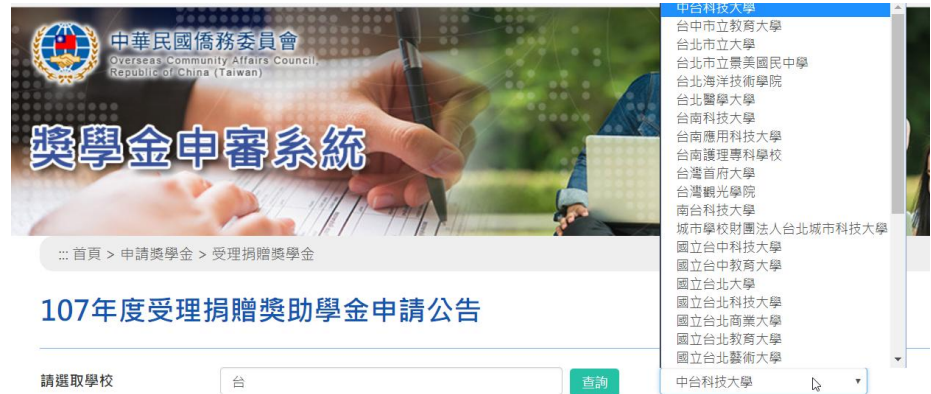 中華民國僑務委員會
Overseas Community Affairs Council,
Republic of China (Taiwan)
獎學金申審系統
::: 首頁 > 申請獎學金 > 受理捐贈獎學金
107年度受理捐贈獎助學金申請公告
請選取學校
台
查詢
中台科技大學
中台科技大學
台中市立教育大學
台北市立大學
台北市立景美國民中學
台北海洋技術學院
台北醫學大學
台南科技大學
台南應用科技大學
台南護理專科學校
台灣首府大學
台灣觀光學院
南台科技大學
城市學校財團法人台北城市科技大學
國立台中科技大學
國立台中教育大學
國立台北大學
國立台北科技大學
國立台北商業大學
國立台北教育大學
國立台北藝術大學